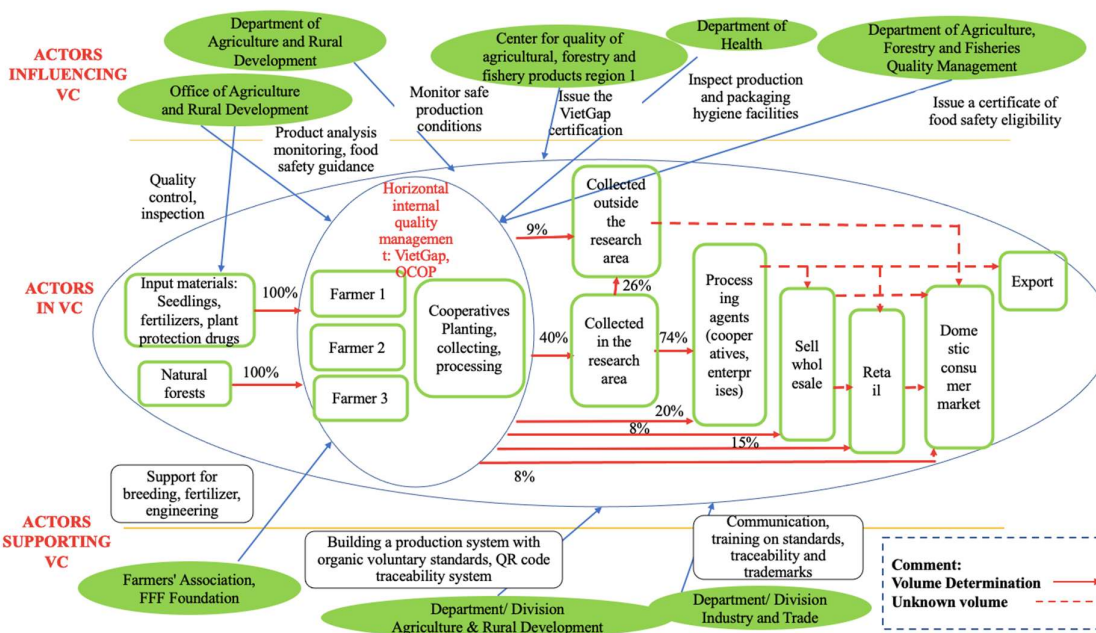 ACTORS
INFLUENCING
VC
Department of
Agriculture and Rural
Development
Office of Agriculture
and Rural Development
Center for quality of
agricultural, forestry and
fishery products region 1
Department of
Health
Department of Agriculture,
Forestry and Fisheries
Quality Management
Quality
control,
inspection
Product analysis
monitoring, food
safety guidance
Monitor safe
production
conditions
Issue the
VietGap
certification
Inspect production
and packaging
hygiene facilities
Issue a certificate of
food safety eligibility
ACTORS
IN VC
Input materials:
Seedlings,
fertilizers, plant
protection drugs
100%
Natural
forests
100%
Horizontal
internal
quality
managemen
t: VietGap,
OCOP
Farmer 1
Farmer 2
Farmer 3
Cooperatives
Planting,
collecting,
processing
9%
Collected
outside
the
research
area
26%
40%
Collected
in the
research
area
74%
Process
ing
agents
(cooper
atives,
enterpr
ises)
Sell
whol
esale
Reta
il
Dome
stic
consu
mer
market
Export
20%
8%
15%
8%
ACTORS
SUPPORTING
VC
Support for
breeding, fertilizer,
engineering
Farmers' Association,
FFF Foundation
Building a production system with
organic voluntary standards, QR code
traceability system
Department/ Division
Agriculture & Rural Development
Communication,
training on standards,
traceability and
trademarks
Department/ Division
Industry and Trade
Comment:
Volume Determination
Unknown volume